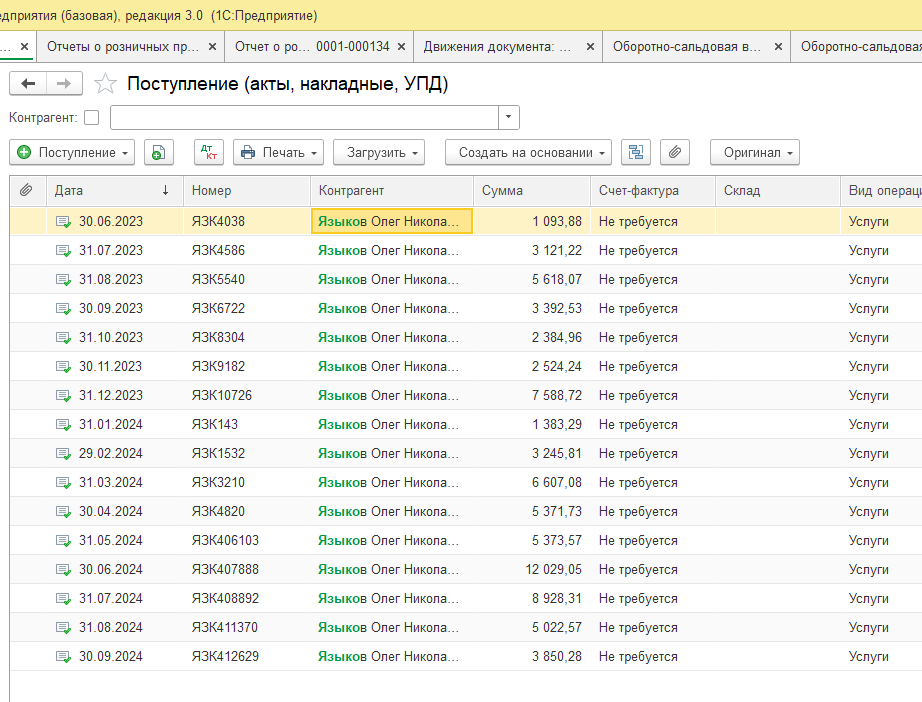 едприятия (базовая), редакция 3.0 (1С:Предприятие)
... × Отчеты о розничных пр... × Отчет о ро... 0001-000134 × Движения документа: ... × Оборотно-сальдовая в... × Оборотно-сальдовая
Поступление (акты, накладные, УПД)
Контрагент:
Поступление Дт Кт Печать Загрузить Создать на основании Оригинал
Дата ↓ Номер Контрагент Сумма Счет-фактура Склад Вид операци
30.06.2023 ЯЗК4038 Языков Олег Никола... 1 093,88 Не требуется Услуги
31.07.2023 ЯЗК4586 Языков Олег Никола... 3 121,22 Не требуется Услуги
31.08.2023 ЯЗК5540 Языков Олег Никола... 5 618,07 Не требуется Услуги
30.09.2023 ЯЗК6722 Языков Олег Никола... 3 392,53 Не требуется Услуги
31.10.2023 ЯЗК8304 Языков Олег Никола... 2 384,96 Не требуется Услуги
30.11.2023 ЯЗК9182 Языков Олег Никола... 2 524,24 Не требуется Услуги
31.12.2023 ЯЗК10726 Языков Олег Никола... 7 588,72 Не требуется Услуги
31.01.2024 ЯЗК143 Языков Олег Никола... 1 383,29 Не требуется Услуги
29.02.2024 ЯЗК1532 Языков Олег Никола... 3 245,81 Не требуется Услуги
31.03.2024 ЯЗК3210 Языков Олег Никола... 6 607,08 Не требуется Услуги
30.04.2024 ЯЗК4820 Языков Олег Никола... 5 371,73 Не требуется Услуги
31.05.2024 ЯЗК406103 Языков Олег Никола... 5 373,57 Не требуется Услуги
30.06.2024 ЯЗК407888 Языков Олег Никола... 12 029,05 Не требуется Услуги
31.07.2024 ЯЗК408892 Языков Олег Никола... 8 928,31 Не требуется Услуги
31.08.2024 ЯЗК411370 Языков Олег Никола... 5 022,57 Не требуется Услуги
30.09.2024 ЯЗК412629 Языков Олег Никола... 3 850,28 Не требуется Услуги